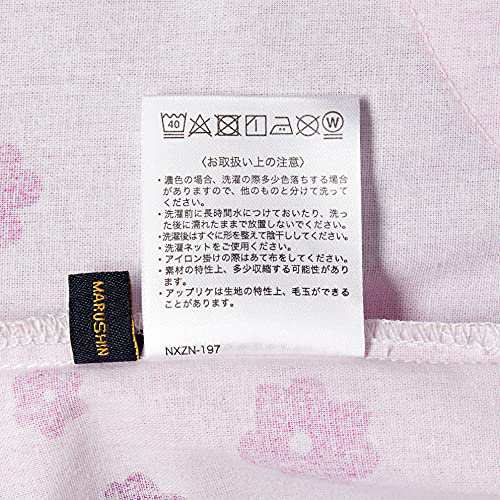 40 W
〈お取扱い上の注意〉
・濃色の場合、洗濯の際多少色落ちする場合
がありますので、他のものと分けて洗って
ください。
・洗濯前に長時間水につけておいたり、洗っ
た後に濡れたままで放置しないでください。
・洗濯後はすぐに形を整えて陰干ししてください。
・洗濯ネットをご使用ください。
・アイロン掛けの際はあて布をしてください。
・素材の特性上、多少収縮する可能性があり
ます。
・アップリケは生地の特性上、毛玉ができる
ことがあります。
NXZN-197
MARUSHIN